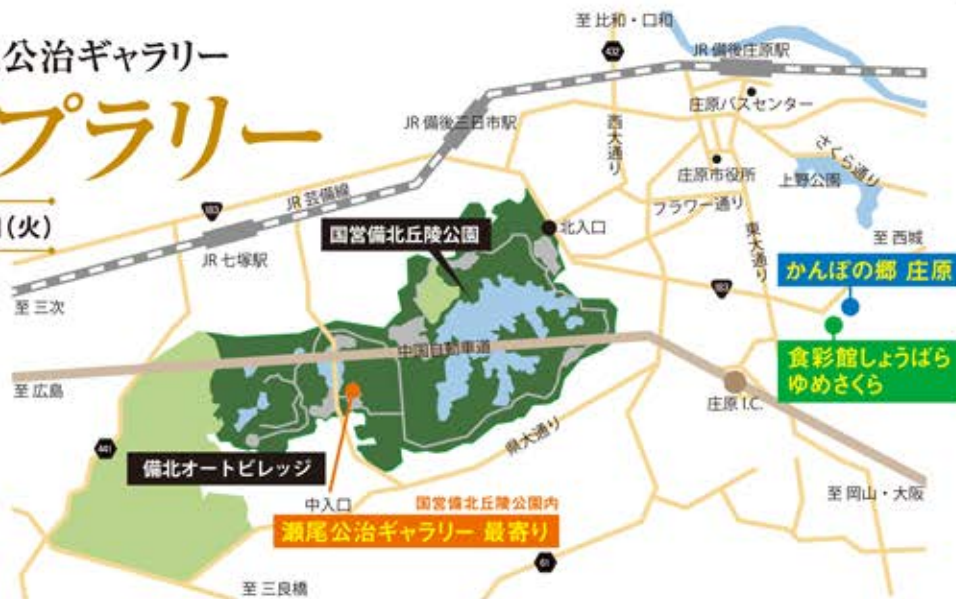 公治ギャラリー
プラリー
(火)
至 比和・口和
432
JR 備後庄原駅
庄原バスセンター
JR 備後三日市駅
西大通り
さくら通り
庄原市役所
上野公園
183
JR 芸備線
フラワー通り
国営備北丘陵公園
北入口
東大通り
至 西城
JR 七塚駅
かんぽの郷 庄原
183
至 三次
中国自動車道
食彩館しょうばら
ゆめさくら
至 広島
庄原 I.C.
県大通り
441
備北オートビレッジ
中入口
国営備北丘陵公園内
至 岡山・大阪
瀬尾公治ギャラリー 最寄り
61
至 三良橋